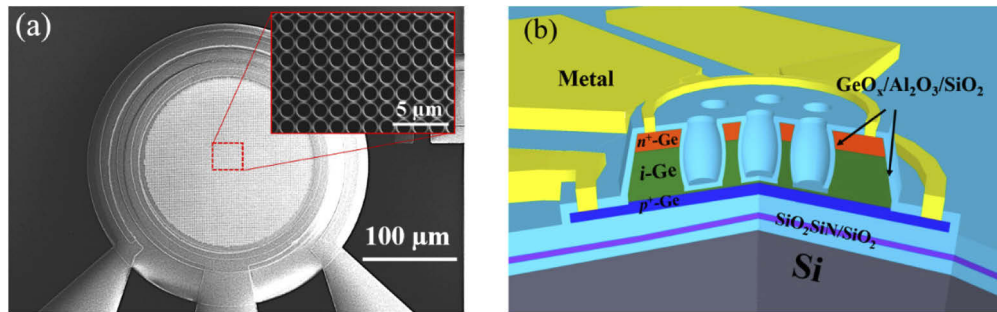 (a)
5 μm
100 μm
(b)
Metal
GeOₓ/Al₂O₃/SiO₂
n⁺-Ge
i-Ge
p⁺-Ge
SiO₂SiN/SiO₂
Si